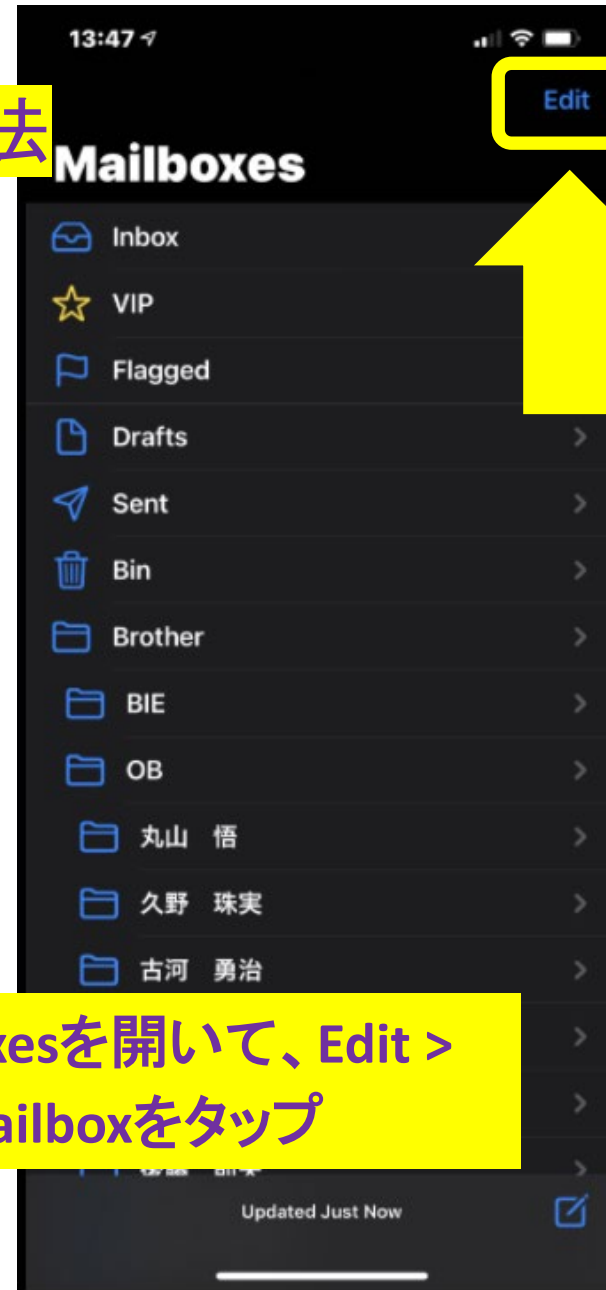 13:47
Edit
法
Mailboxes
Inbox
VIP
Flagged
Drafts
Sent
Bin
Brother
BIE
OB
丸山 悟
久野 珠実
古河 勇治
xesを開いて、Edit >
ailboxをタップ
Updated Just Now